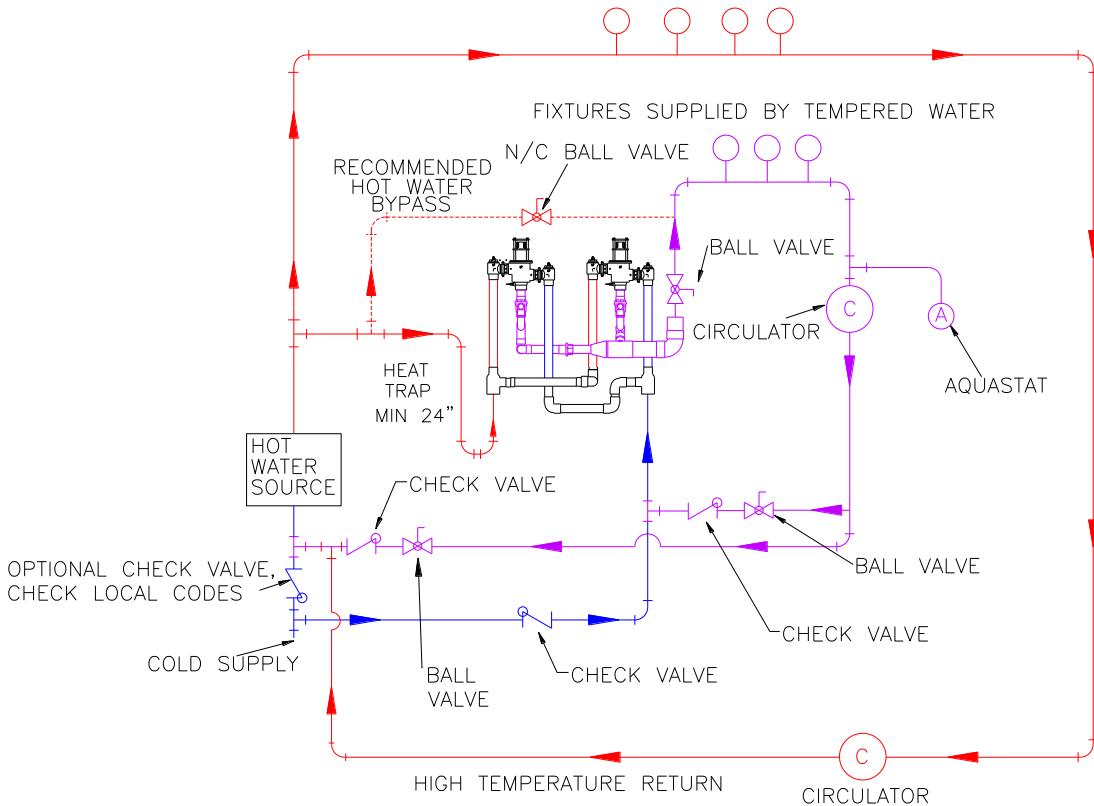 FIXTURES SUPPLIED BY TEMPERED WATER
N/C BALL VALVE
RECOMMENDED
HOT WATER
BYPASS
BALL VALVE
C
CIRCULATOR
A
AQUASTAT
HEAT
TRAP
MIN 24"
HOT
WATER
SOURCE
CHECK VALVE
OPTIONAL CHECK VALVE,
CHECK LOCAL CODES
BALL VALVE
CHECK VALVE
COLD SUPPLY
BALL
VALVE
CHECK VALVE
C
HIGH TEMPERATURE RETURN
CIRCULATOR